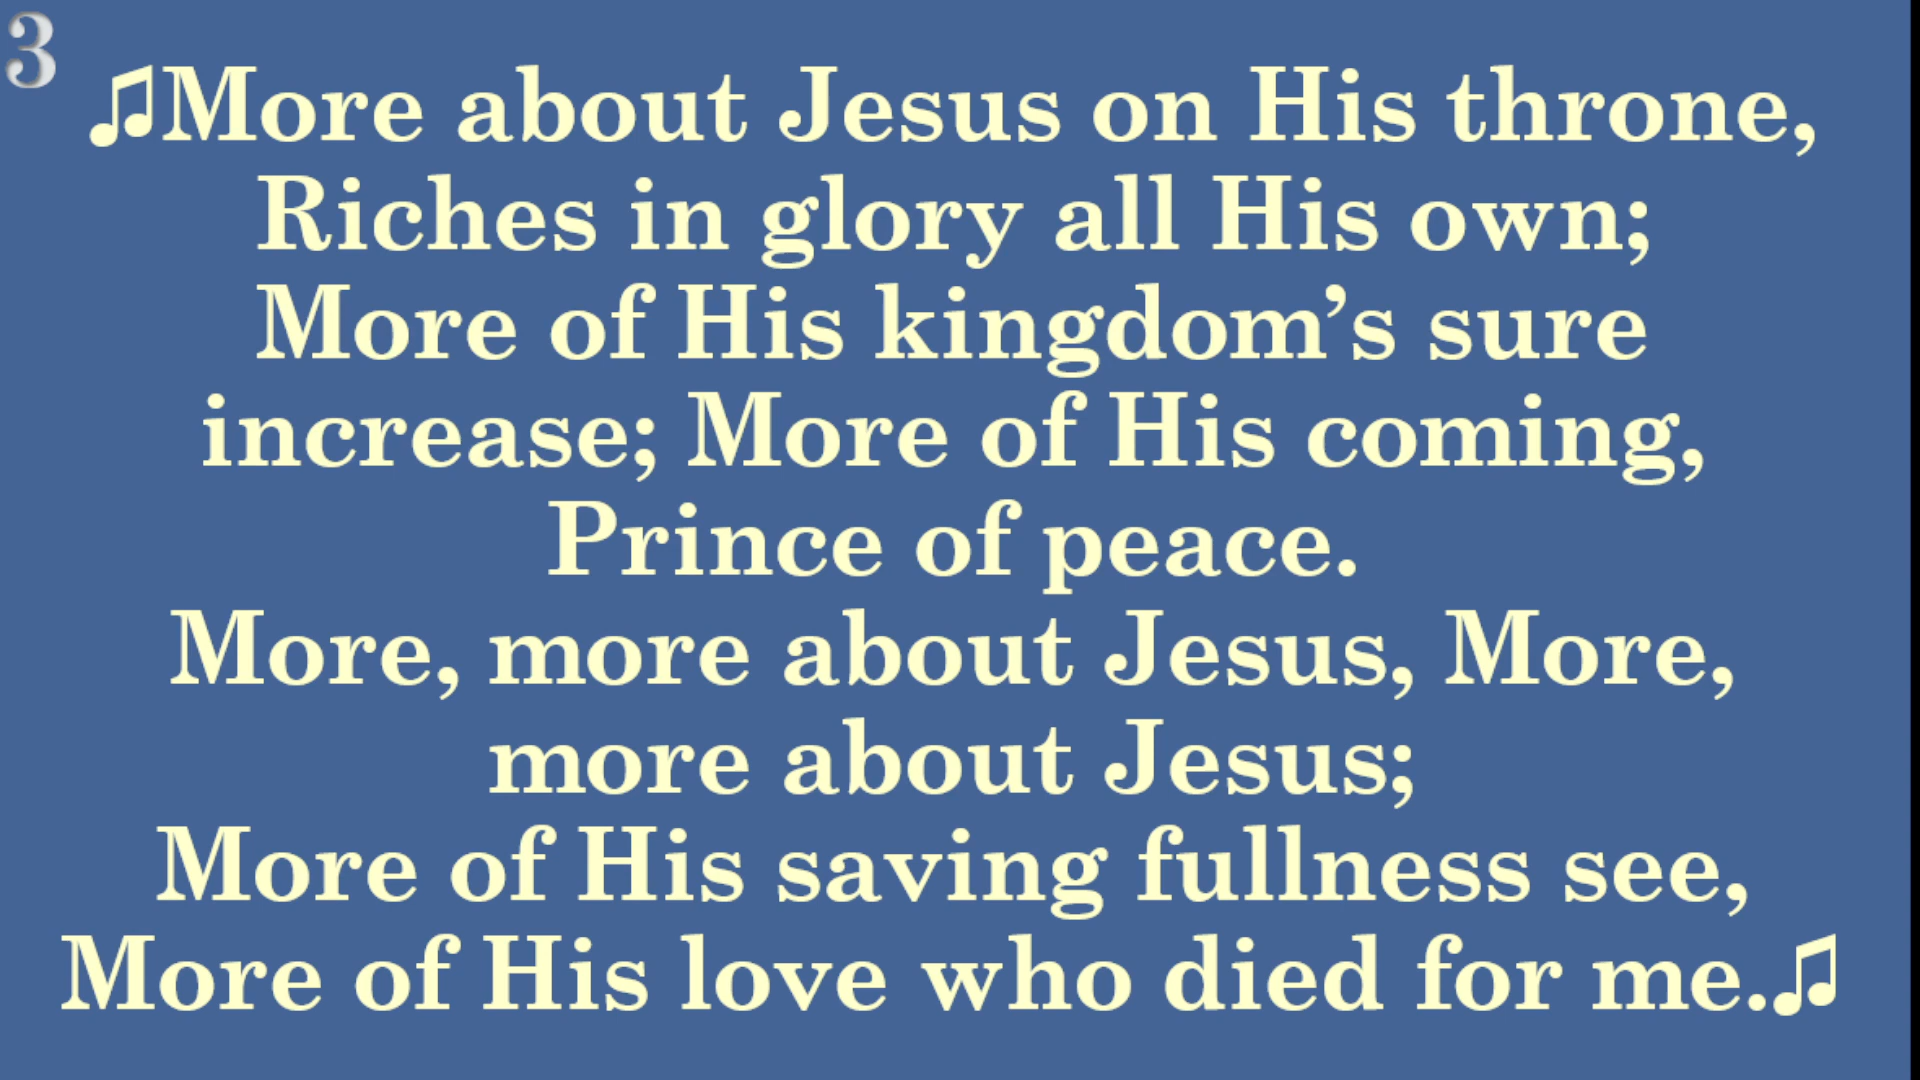 3
♫More about Jesus on His throne,
Riches in glory all His own;
More of His kingdom’s sure
increase; More of His coming,
Prince of peace.
More, more about Jesus, More,
more about Jesus;
More of His saving fullness see,
More of His love who died for me.♫